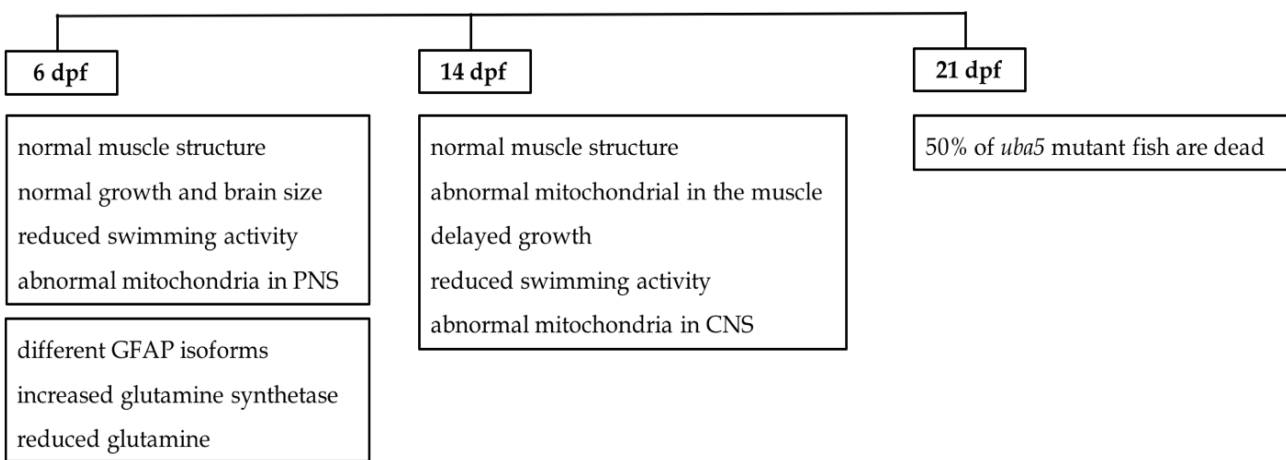 6 dpf
normal muscle structure
normal growth and brain size
reduced swimming activity
abnormal mitochondria in PNS
different GFAP isoforms
increased glutamine synthetase
reduced glutamine
14 dpf
normal muscle structure
abnormal mitochondrial in the muscle
delayed growth
reduced swimming activity
abnormal mitochondria in CNS
21 dpf
50% of uba5 mutant fish are dead